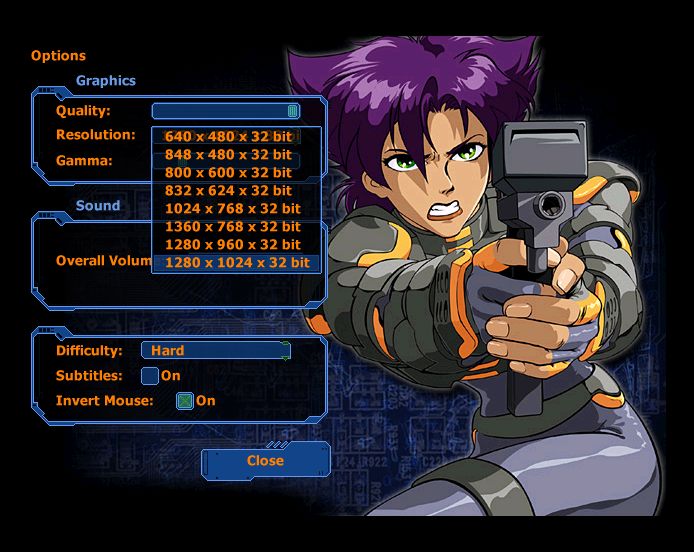 Options
Graphics
Quality:
Resolution:
640 x 480 x 32 bit
848 x 480 x 32 bit
800 x 600 x 32 bit
832 x 624 x 32 bit
1024 x 768 x 32 bit
1360 x 768 x 32 bit
1280 x 960 x 32 bit
1280 x 1024 x 32 bit
Gamma:
Sound
Overall Volum
Difficulty: Hard
Subtitles: On
Invert Mouse: On
Close
P24 R922